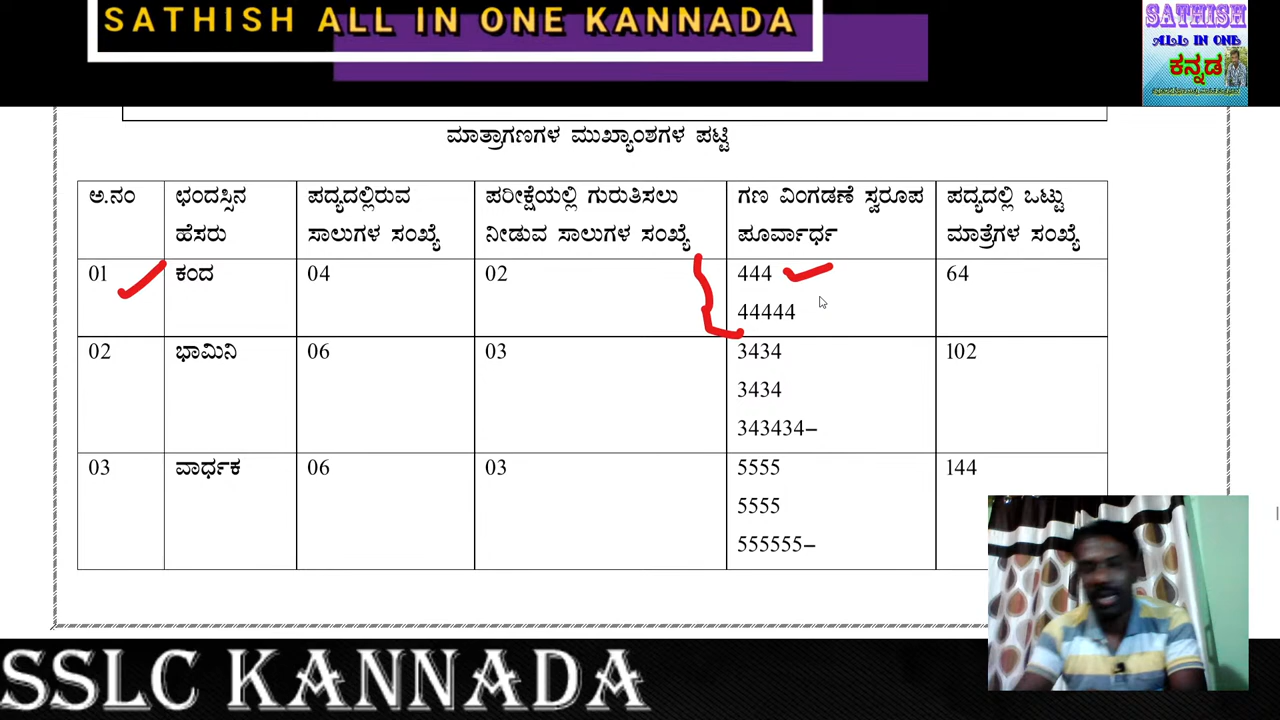 SATHISH ALL IN ONE KANNADA
SATHISH
ALL IN ONE
ಕನ್ನಡ
ಮಾತ್ರಾಗಣಗಳ ಮುಖ್ಯಾಂಶಗಳ ಪಟ್ಟಿ
ಅ.ನಂ ಛಂದಸ್ಸಿನ ಹೆಸರು ಪದ್ಯದಲ್ಲಿರುವ ಸಾಲುಗಳ ಸಂಖ್ಯೆ ಪರೀಕ್ಷೆಯಲ್ಲಿ ಗುರುತಿಸಲು ನೀಡುವ ಸಾಲುಗಳ ಸಂಖ್ಯೆ ಗಣ ವಿಂಗಡಣೆ ಸ್ವರೂಪ ಪೂರ್ವಾರ್ಧ ಪದ್ಯದಲ್ಲಿ ಒಟ್ಟು ಮಾತ್ರೆಗಳ ಸಂಖ್ಯೆ
01 ಕಂದ 04 02 444 64
44444
02 ಭಾಮಿನಿ 06 03 3434 102
3434
343434–
03 ವಾರ್ಧಕ 06 03 5555 144
5555
555555–
SSLC KANNADA